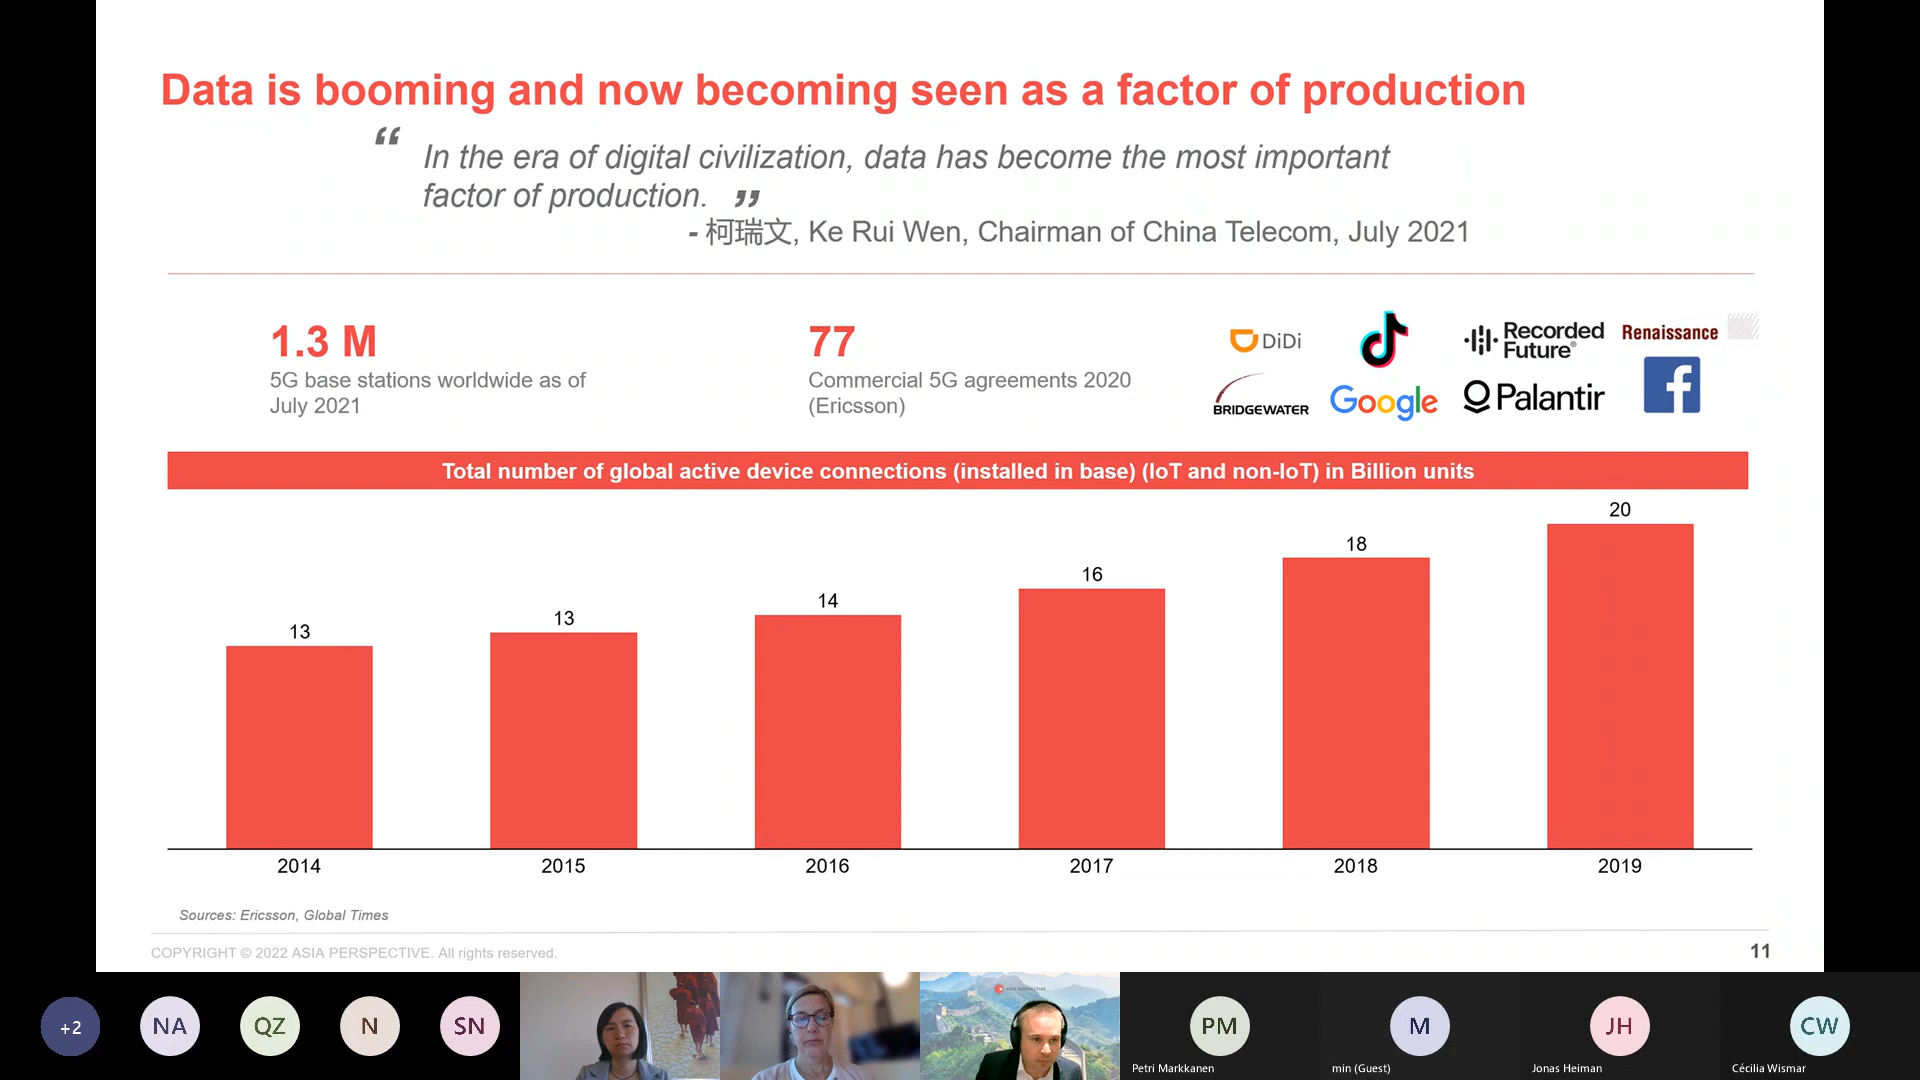 Data is booming and now becoming seen as a factor of production
“ In the era of digital civilization, data has become the most important
factor of production. ”
- 柯瑞文, Ke Rui Wen, Chairman of China Telecom, July 2021
1.3 M
5G base stations worldwide as of
July 2021
77
Commercial 5G agreements 2020
(Ericsson)
DiDi
Recorded
Future®
Renaissance
BRIDGEWATER
Google
Palantir
f
Total number of global active device connections (installed in base) (IoT and non-IoT) in Billion units
13
13
14
16
18
20
2014
2015
2016
2017
2018
2019
Sources: Ericsson, Global Times
COPYRIGHT © 2022 ASIA PERSPECTIVE. All rights reserved.
11
+2
NA
QZ
N
SN
ASIA PERSPECTIVE
PM
Petri Markkanen
M
min (Guest)
JH
Jonas Heiman
CW
Cécilia Wismar